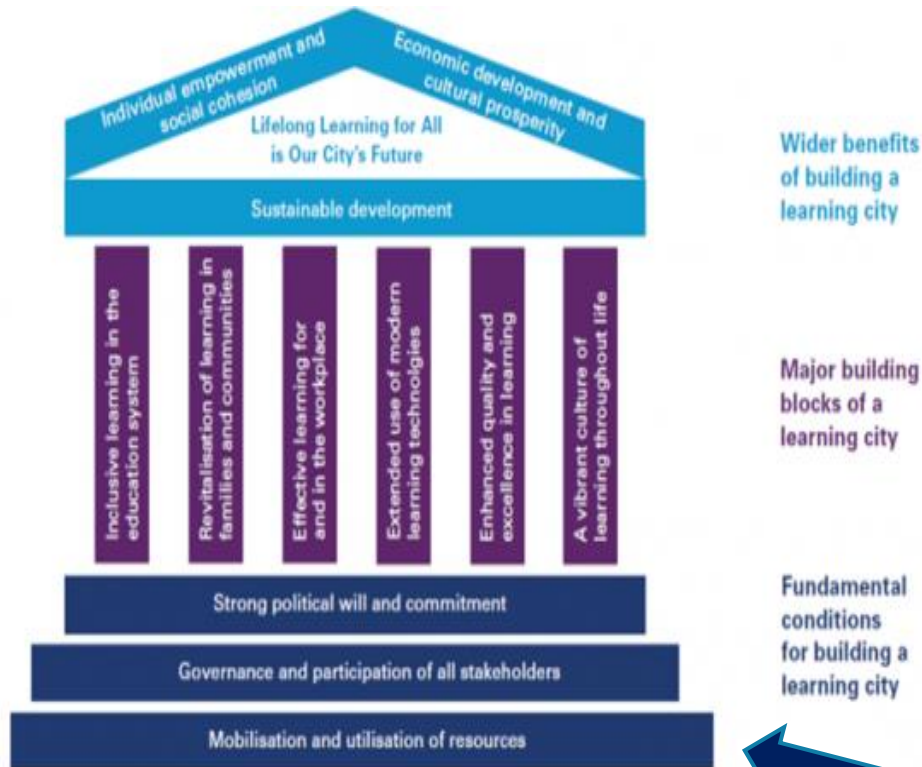 Individual empowerment and
social cohesion
Economic development and
cultural prosperity
Lifelong Learning for All
is Our City's Future
Sustainable development
Wider benefits
of building a
learning city
Inclusive learning in the
education system
Revitalisation of learning in
families and communities
Effective learning for
and in the workplace
Extended use of modern
learning technolgies
Enhanced quality and
excellence in learning
A vibrant culture of
learning throughout life
Major building
blocks of a
learning city
Strong political will and commitment
Governance and participation of all stakeholders
Mobilisation and utilisation of resources
Fundamental
conditions
for building a
learning city